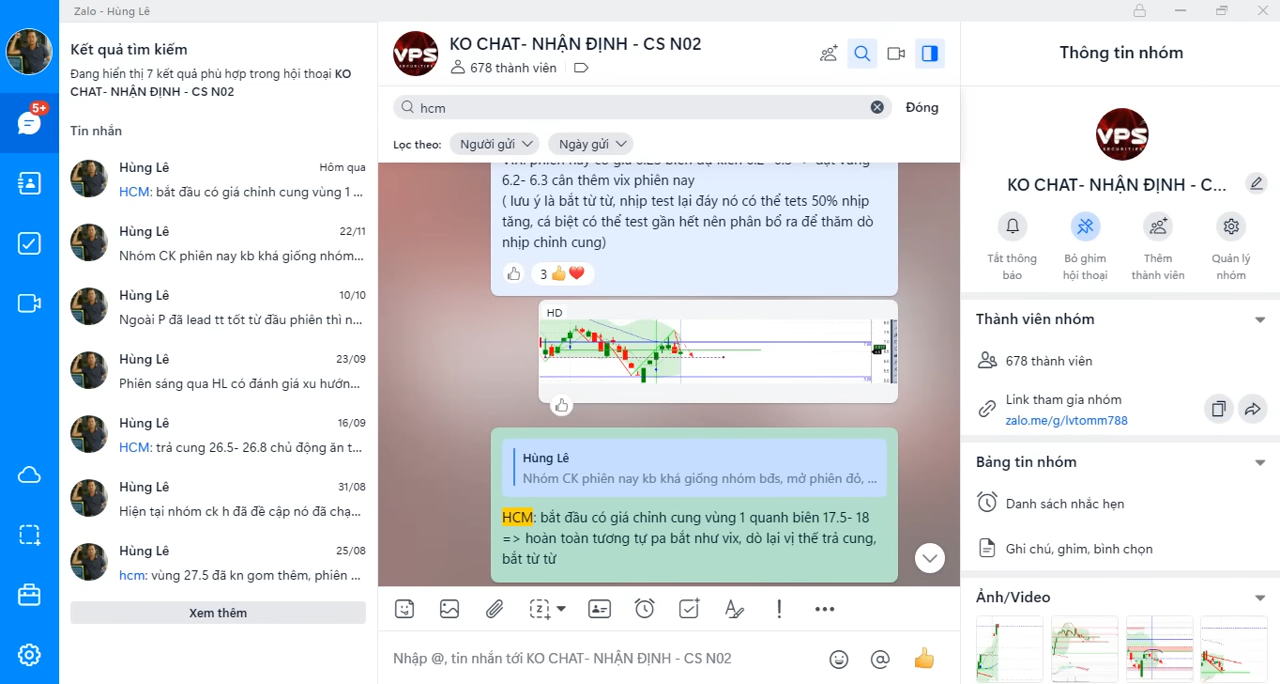 Zalo - Hùng Lê
5+
Kết quả tìm kiếm
Đang hiển thị 7 kết quả phù hợp trong hội thoại KO
CHAT- NHẬN ĐỊNH - CS N02
Tin nhắn
Hùng Lê
Hôm qua
HCM: bắt đầu có giá chỉnh cung vùng 1 ...
Hùng Lê
22/11
Nhóm CK phiên nay kb khá giống nhóm...
Hùng Lê
10/10
Ngoài P đã lead tt tốt từ đầu phiên thì n...
Hùng Lê
23/09
Phiên sáng qua HL có đánh giá xu hướn...
Hùng Lê
16/09
HCM: trả cung 26.5- 26.8 chủ động ăn t...
Hùng Lê
31/08
Hiện tại nhóm ck h đã đề cập nó đã chạ...
Hùng Lê
25/08
hcm: vùng 27.5 đã kn gom thêm, phiên ...
Xem thêm
VPS
SECURITIES
KO CHAT- NHẬN ĐỊNH - CS N02
678 thành viên
hcm
Đóng
Lọc theo:
Người gửi
Ngày gửi
6.2- 6.3 cân thêm vix phiên nay
( lưu ý là bắt từ từ, nhịp test lại đáy nó có thể tets 50% nhịp
tăng, cá biệt có thể test gần hết nên phân bổ ra để thăm dò
nhịp chỉnh cung)
3
HD
Hùng Lê
Nhóm CK phiên nay kb khá giống nhóm bđs, mở phiên đỏ, ...
HCM: bắt đầu có giá chỉnh cung vùng 1 quanh biên 17.5- 18
=> hoàn toàn tương tự pa bắt như vix, dò lại vị thế trả cung,
bắt từ từ
Nhập @, tin nhắn tới KO CHAT- NHẬN ĐỊNH - CS N02
Thông tin nhóm
VPS
SECURITIES
KO CHAT- NHẬN ĐỊNH - C...
Tắt thông
báo
Bỏ ghim
hội thoại
Thêm
thành viên
Quản lý
nhóm
Thành viên nhóm
678 thành viên
Link tham gia nhóm
zalo.me/g/lvtomm788
Bảng tin nhóm
Danh sách nhắc hẹn
Ghi chú, ghim, bình chọn
Ảnh/Video